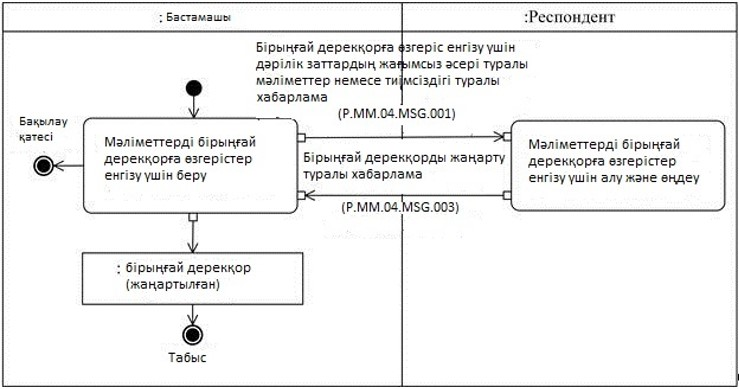 : Бастамашы
:Респондент
Бірыңғай дерекқорға өзгеріс енгізу үшін
дәрілік заттардың жағымсыз әсері туралы
мәліметтер немесе тиімсіздігі туралы
хабарлама
(P.MM.04.MSG.001)
Бақылау
қатесі
Мәліметтерді бірыңғай
дерекқорға өзгерістер
енгізу үшін беру
Бірыңғай дерекқорды жаңарту
туралы хабарлама
(P.MM.04.MSG.003)
Мәліметтерді бірыңғай
дерекқорға өзгерістер
енгізу үшін алу және өңдеу
: бірыңғай дерекқор
(жаңартылған)
Табыс